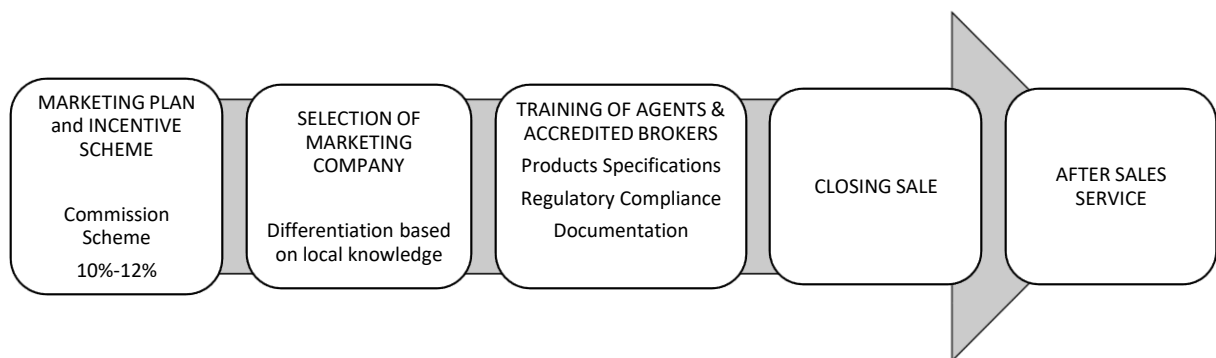 MARKETING PLAN
and INCENTIVE
SCHEME
Commission
Scheme
10%-12%
SELECTION OF
MARKETING
COMPANY
Differentiation based
on local knowledge
TRAINING OF AGENTS &
ACCREDITED BROKERS
Products Specifications
Regulatory Compliance
Documentation
CLOSING SALE
AFTER SALES
SERVICE